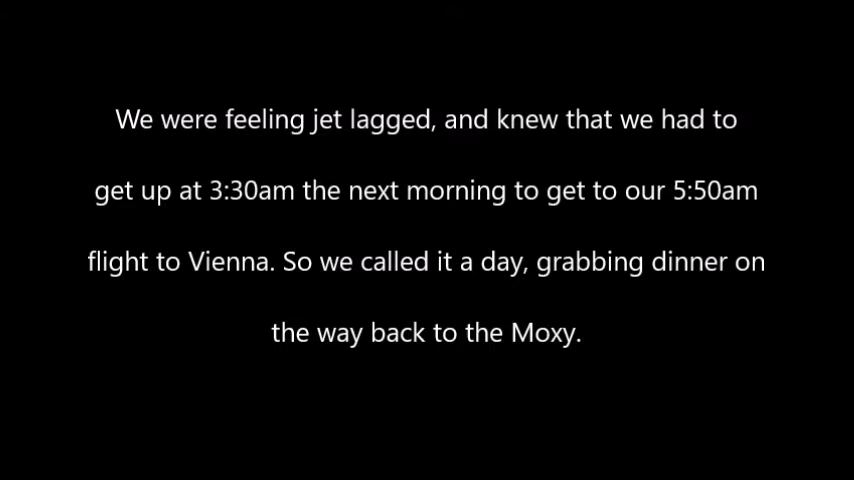 We were feeling jet lagged, and knew that we had to
get up at 3:30am the next morning to get to our 5:50am
flight to Vienna. So we called it a day, grabbing dinner on
the way back to the Moxy.